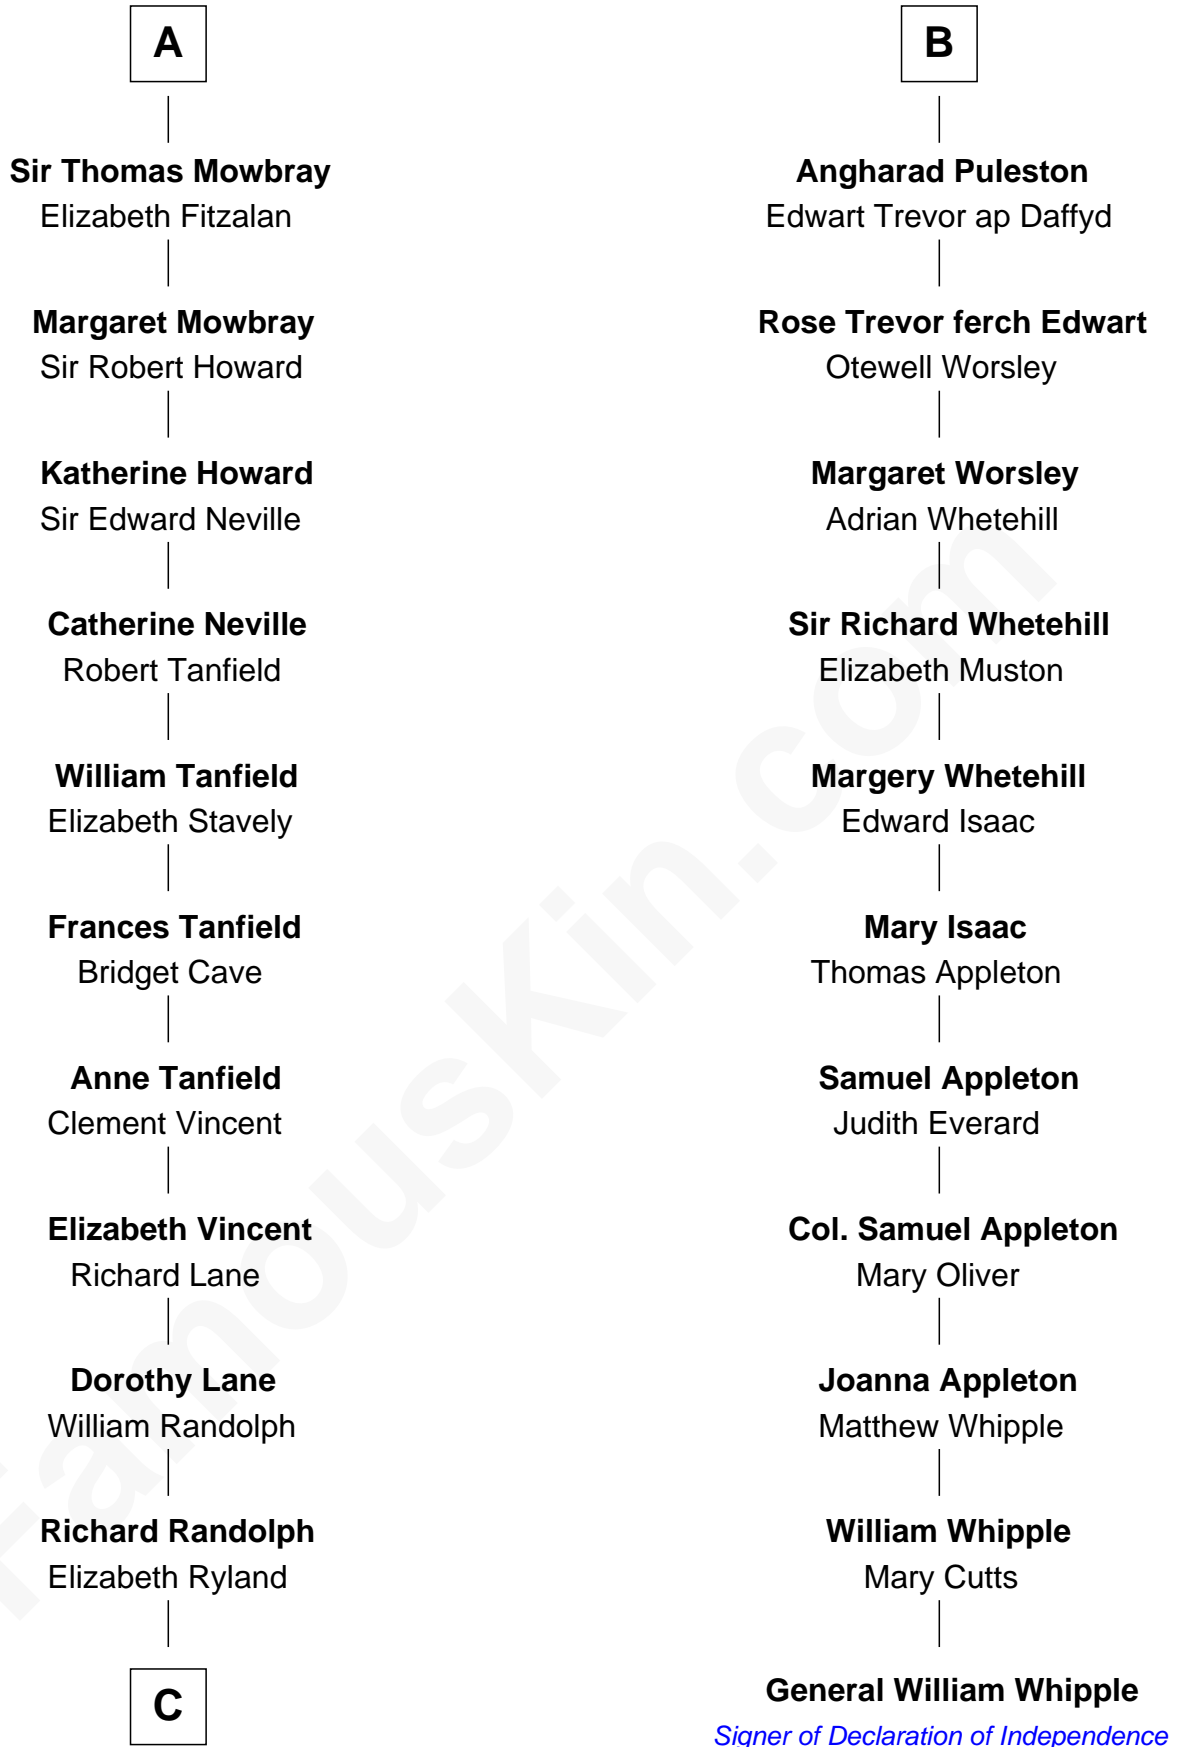 A
Sir Thomas Mowbray
Elizabeth Fitzalan
Margaret Mowbray
Sir Robert Howard
Katherine Howard
Sir Edward Neville
Catherine Neville
Robert Tanfield
William Tanfield
Elizabeth Stavely
Frances Tanfield
Bridget Cave
Anne Tanfield
Clement Vincent
Elizabeth Vincent
Richard Lane
Dorothy Lane
William Randolph
Richard Randolph
Elizabeth Ryland
C
B
Angharad Puleston
Edwart Trevor ap Daffyd
Rose Trevor ferch Edwart
Otewell Worsley
Margaret Worsley
Adrian Whetehill
Sir Richard Whetehill
Elizabeth Muston
Margery Whetehill
Edward Isaac
Mary Isaac
Thomas Appleton
Samuel Appleton
Judith Everard
Col. Samuel Appleton
Mary Oliver
Joanna Appleton
Matthew Whipple
William Whipple
Mary Cutts
General William Whipple
Signer of Declaration of Independence
FamousKin.com